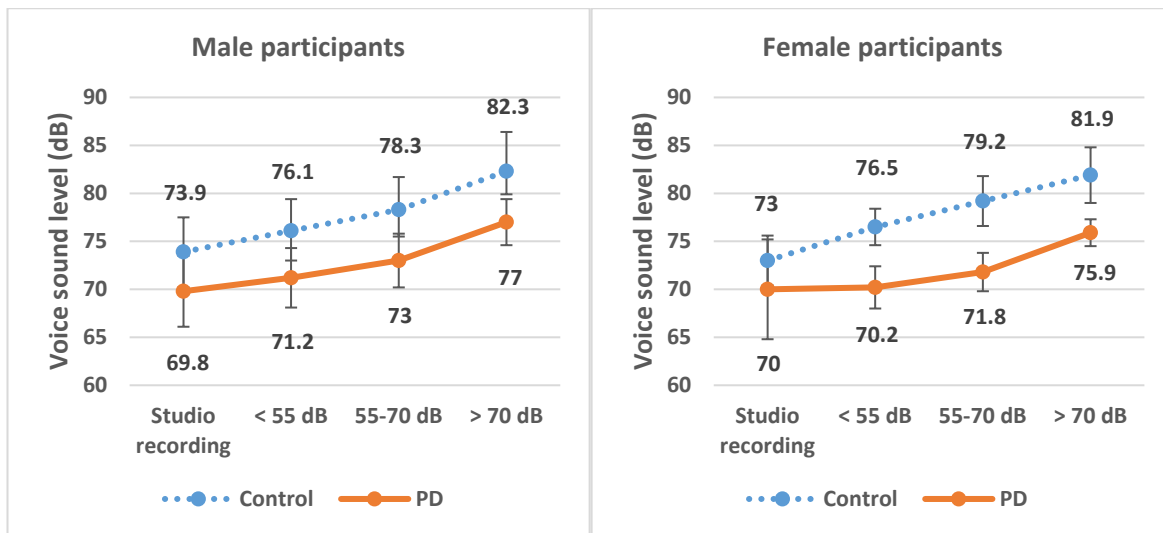 Male participants
Voice sound level (dB)
90
85
80
75
70
65
60
82.3
78.3
76.1
73.9
77
73
71.2
69.8
Studio recording
< 55 dB
55-70 dB
> 70 dB
Control
PD
Female participants
Voice sound level (dB)
90
85
80
75
70
65
60
81.9
79.2
76.5
73
75.9
71.8
70.2
70
Studio recording
< 55 dB
55-70 dB
> 70 dB
Control
PD